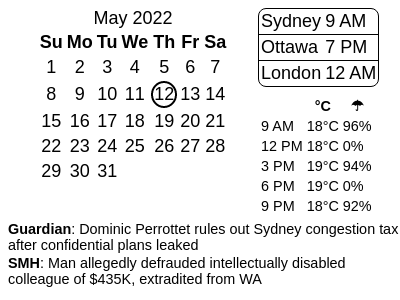 May 2022
Su Mo Tu We Th Fr Sa
1 2 3 4 5 6 7
8 9 10 11 12 13 14
15 16 17 18 19 20 21
22 23 24 25 26 27 28
29 30 31
Sydney 9 AM
Ottawa 7 PM
London 12 AM
°C ☂
9 AM 18°C 96%
12 PM 18°C 0%
3 PM 19°C 94%
6 PM 19°C 0%
9 PM 18°C 92%
Guardian: Dominic Perrottet rules out Sydney congestion tax
after confidential plans leaked
SMH: Man allegedly defrauded intellectually disabled
colleague of $435K, extradited from WA